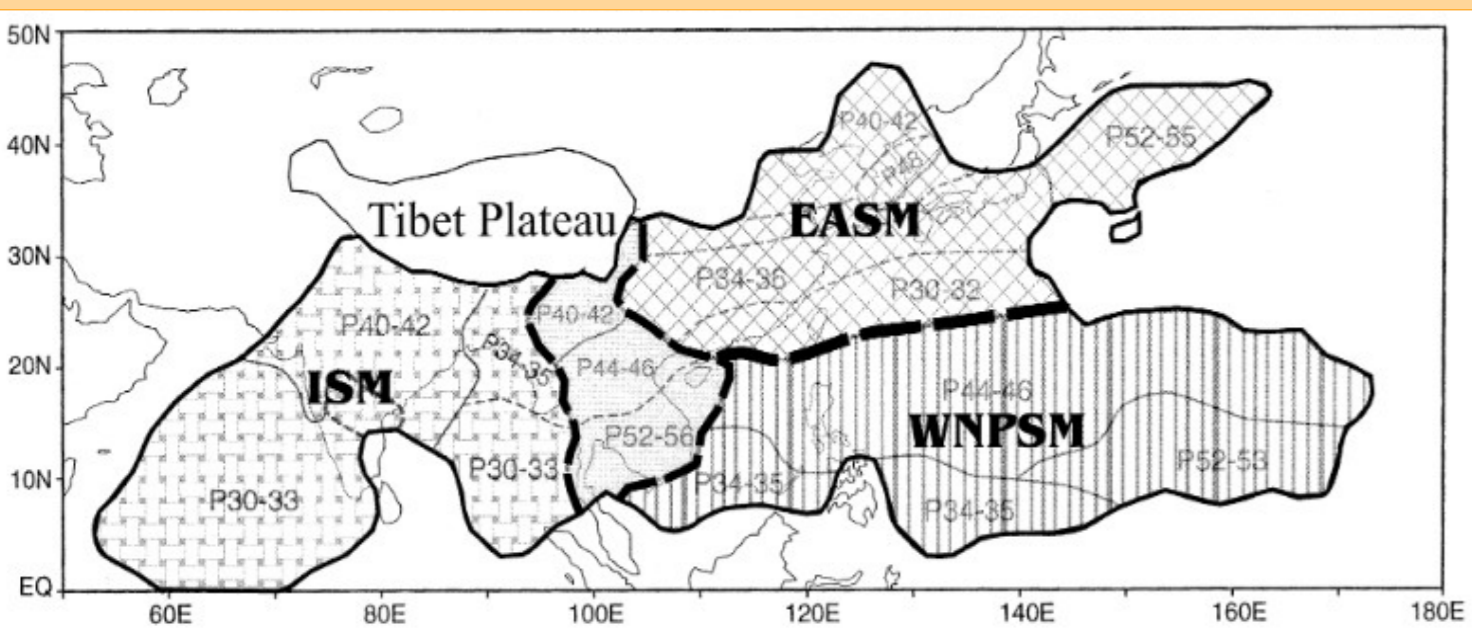 50N
40N
30N
20N
10N
EQ
P40-42
P48
P52-55
Tibet Plateau
EASM
P34-36
P30-32
P40-42
P40-42
P34-35
P44-46
ISM
P44-46
WNPSM
P52-56
P30-33
P30-33
P34-35
P52-53
P34-35
60E 80E 100E 120E 140E 160E 180E